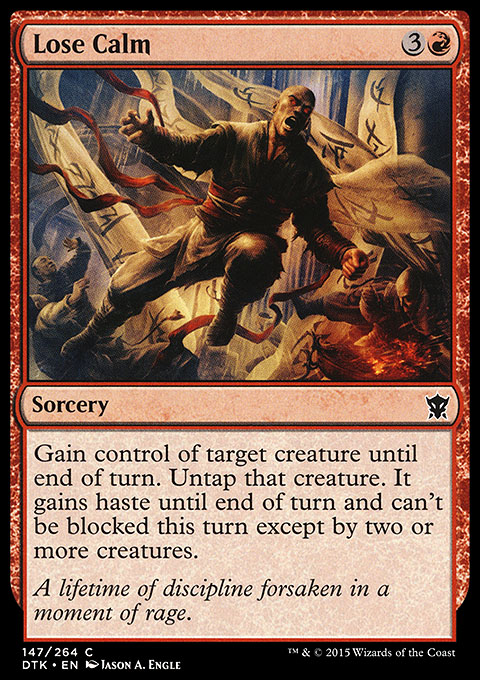 Lose Calm 3
Sorcery
Gain control of target creature until
end of turn. Untap that creature. It
gains haste until end of turn and can't
be blocked this turn except by two or
more creatures.
A lifetime of discipline forsaken in a
moment of rage.
147/264 C
DTK • EN Jason A. Engle
™ & © 2015 Wizards of the Coast